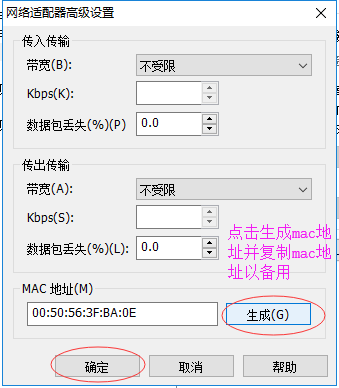 网络适配器高级设置
传入传输
带宽(B): 不受限
Kbps(K):
数据包丢失(%)(P) 0.0
传出传输
带宽(A): 不受限
Kbps(S):
数据包丢失(%)(L): 0.0
点击生成mac地
址并复制mac地
址以备用
MAC 地址(M)
00:50:56:3F:BA:0E 生成(G)
确定 取消 帮助